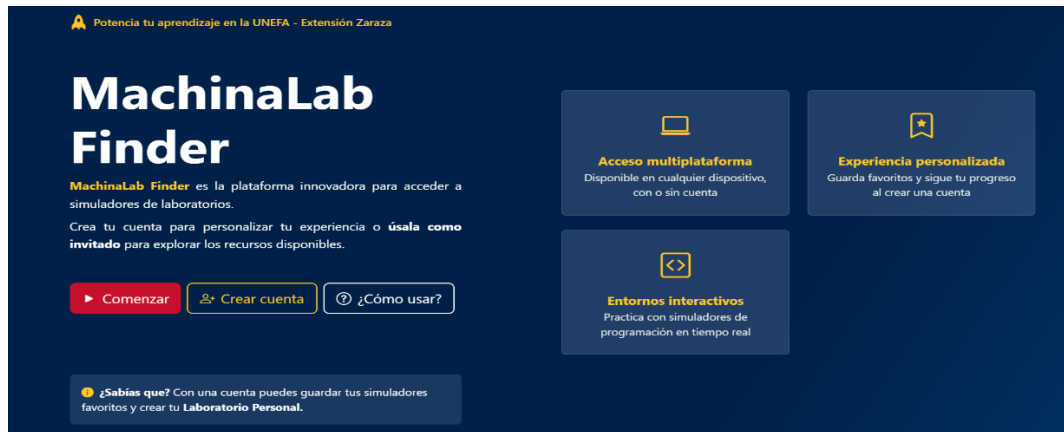 Potencia tu aprendizaje en la UNEFA - Extensión Zaraza
MachinaLab
Finder
MachinaLab Finder es la plataforma innovadora para acceder a
simuladores de laboratorios.
Crea tu cuenta para personalizar tu experiencia o úsala como
invitado para explorar los recursos disponibles.
Comenzar
Crear cuenta
¿Cómo usar?
¿Sabías que? Con una cuenta puedes guardar tus simuladores
favoritos y crear tu Laboratorio Personal.
Acceso multiplataforma
Disponible en cualquier dispositivo,
con o sin cuenta
Experiencia personalizada
Guarda favoritos y sigue tu progreso
al crear una cuenta
Entornos interactivos
Practica con simuladores de
programación en tiempo real